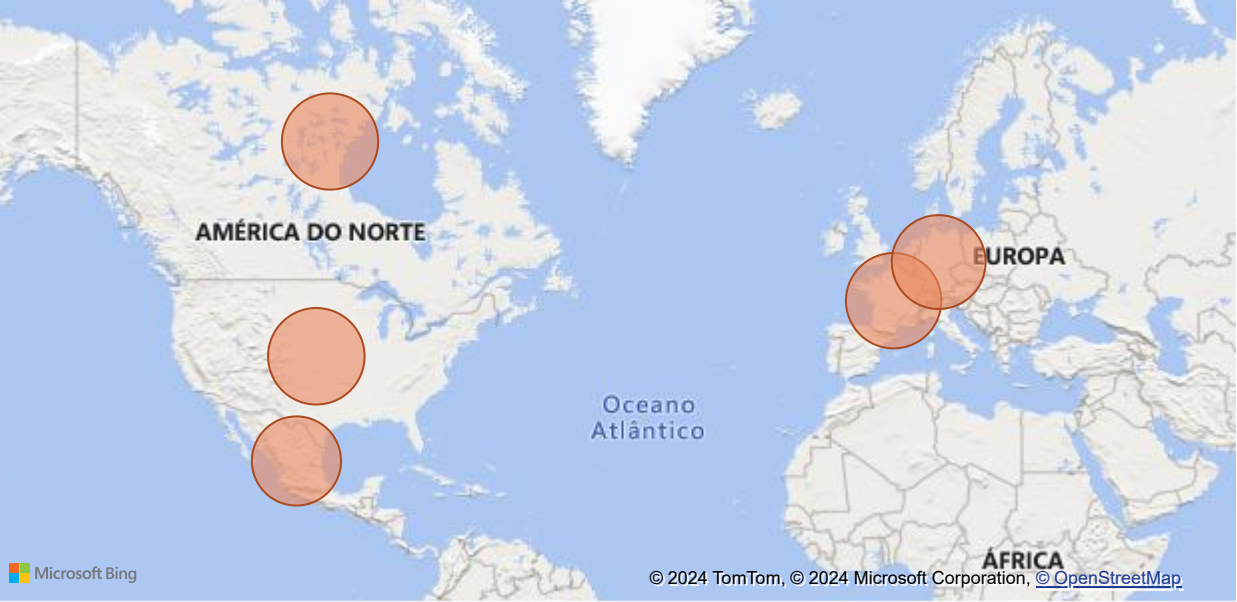 AMÉRICA DO NORTE
EUROPA
Oceano
Atlântico
ÁFRICA
Microsoft Bing
© 2024 TomTom, © 2024 Microsoft Corporation, © OpenStreetMap